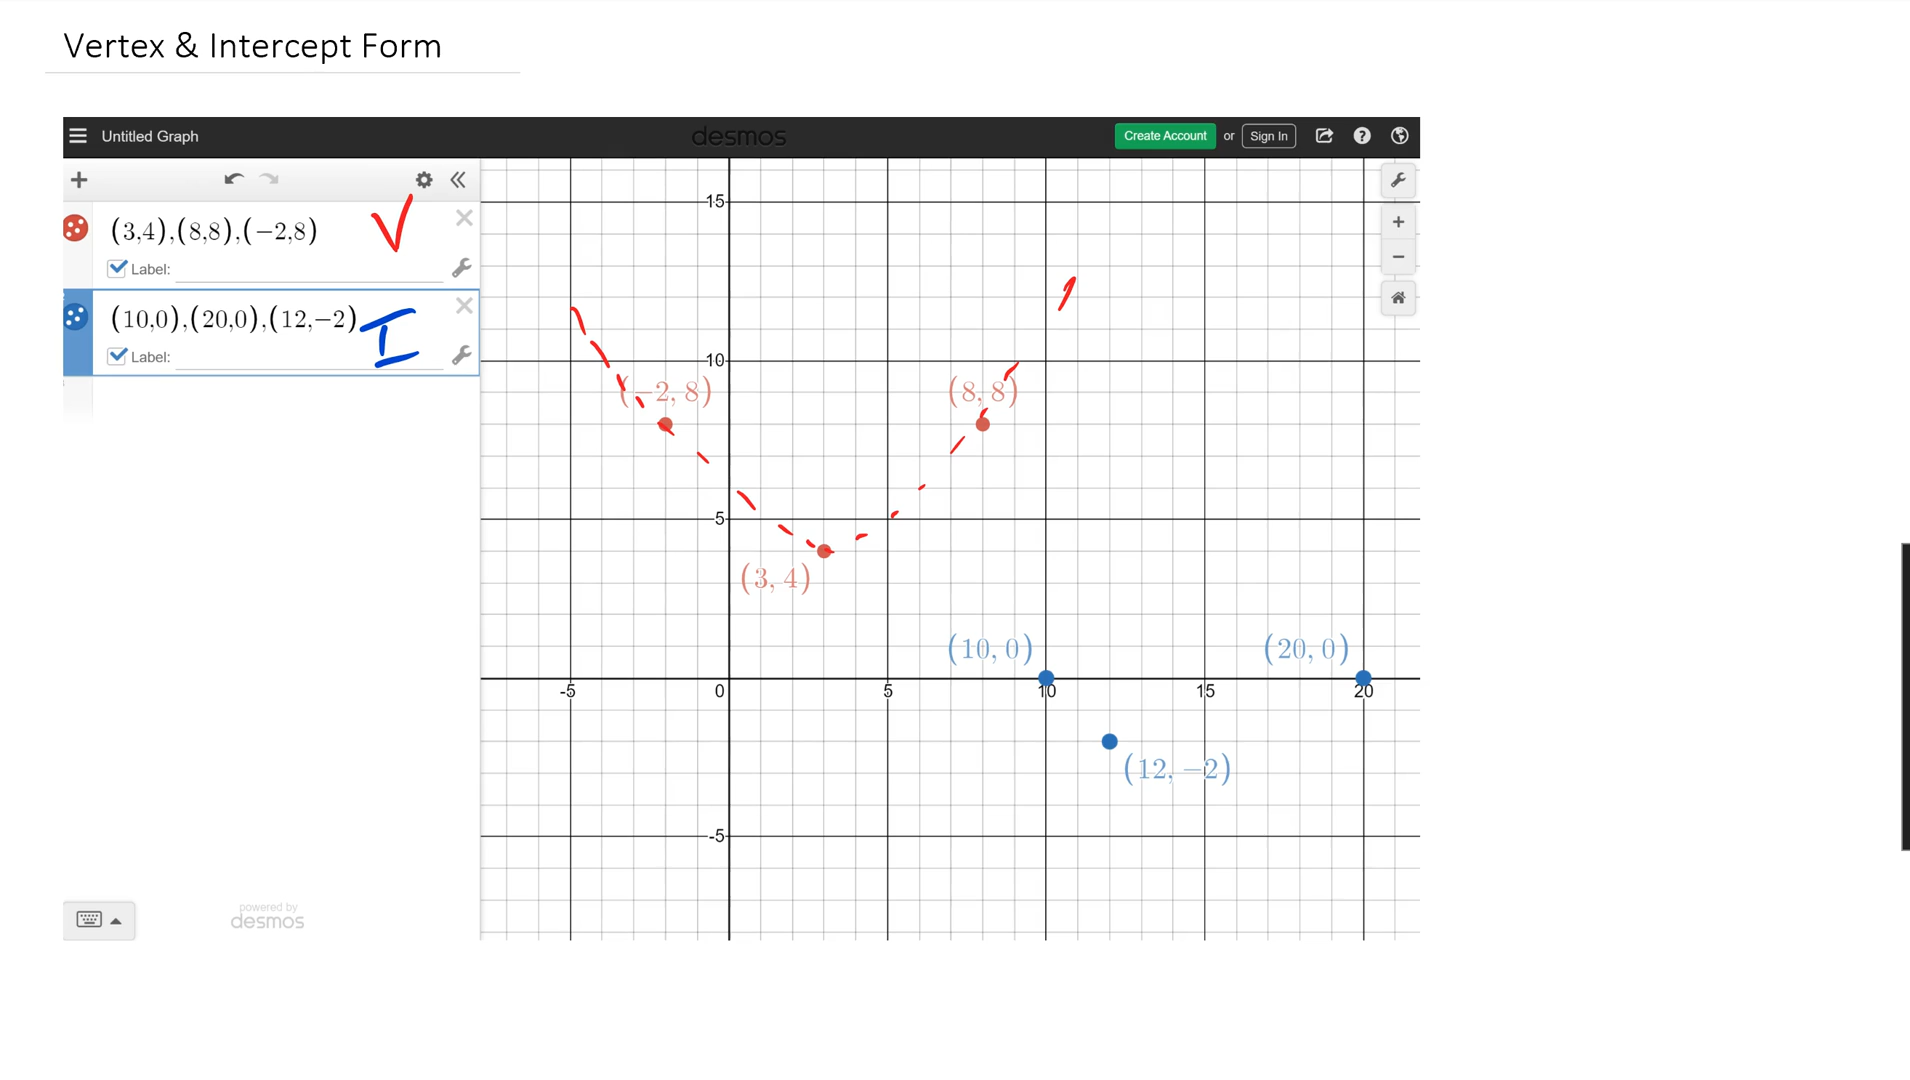 Vertex & Intercept Form
Untitled Graph
desmos
Create Account or Sign In
(3,4),(8,8),(−2,8) V
Label:
(10,0),(20,0),(12,−2) I
Label:
15
10
(−2, 8)
(8, 8)
5
(3, 4)
(10, 0)
(20, 0)
-5 0 5 10 15 20
(12, −2)
-5
powered by
desmos